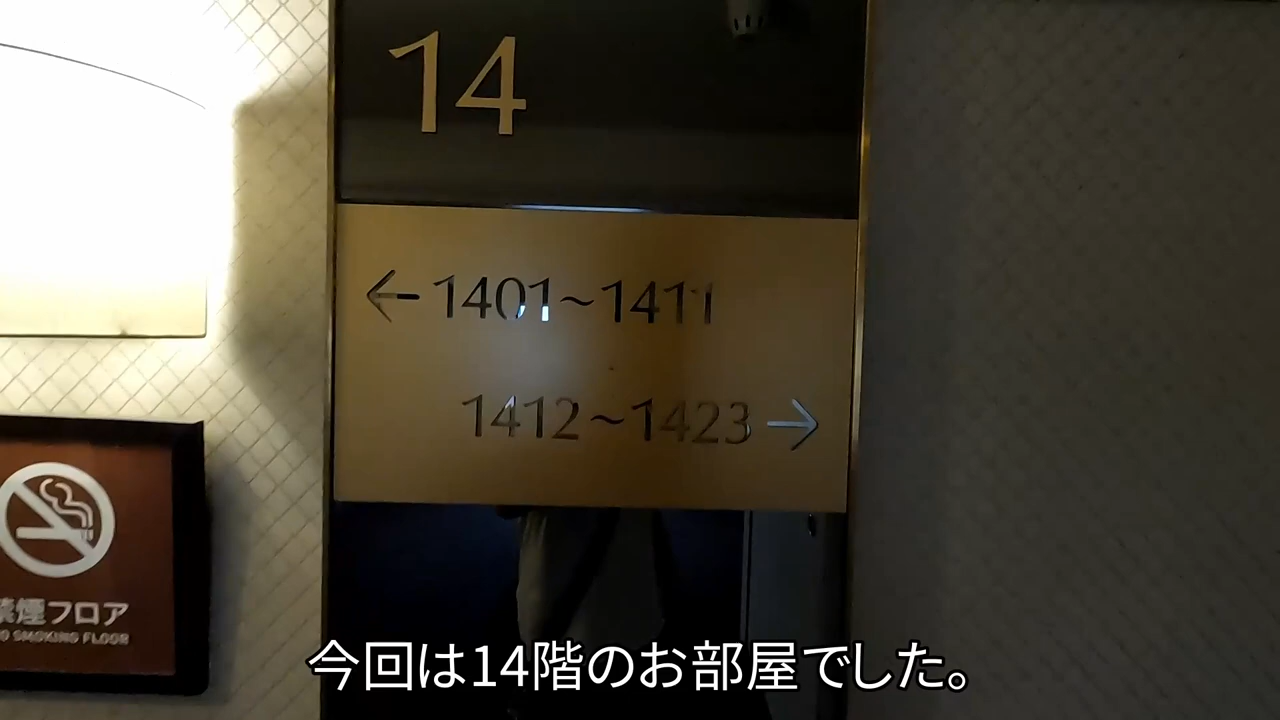 14
←1401~1411
1412~1423→
禁煙フロア
NO SMOKING FLOOR
今回は14階のお部屋でした。